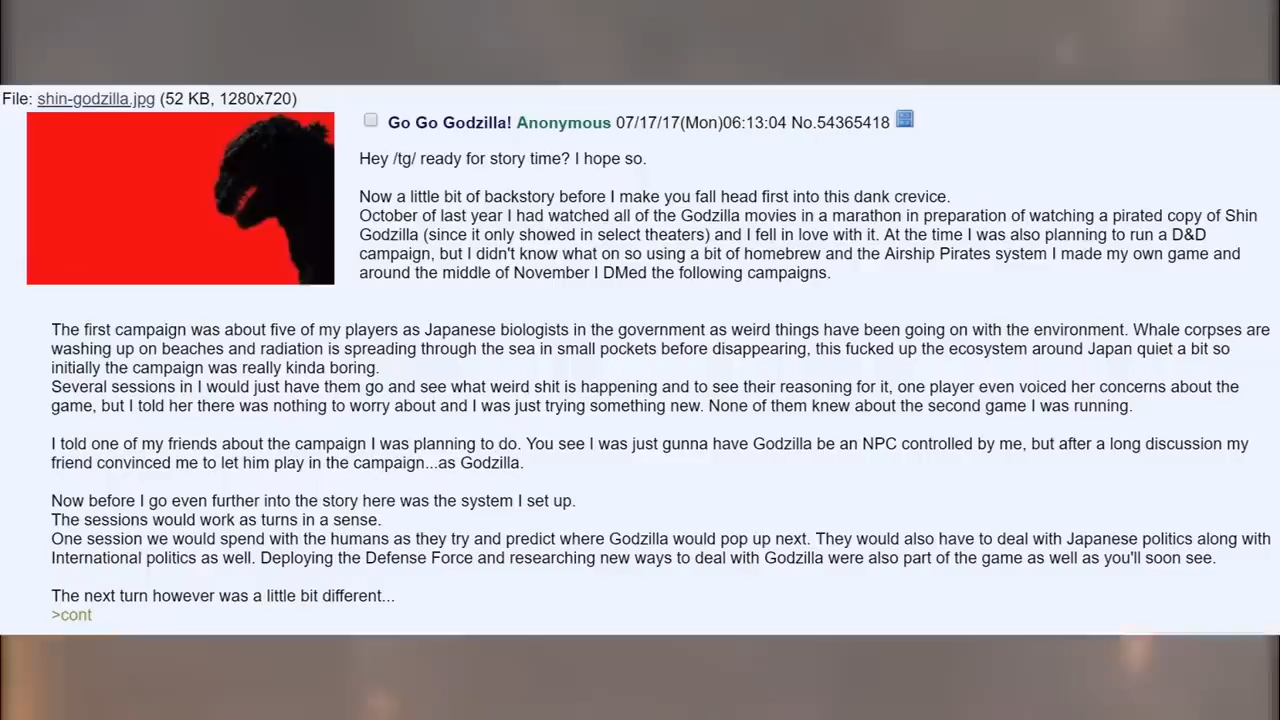 File: shin-godzilla.jpg (52 KB, 1280x720)
Go Go Godzilla! Anonymous 07/17/17(Mon)06:13:04 No.54365418
Hey /tg/ ready for story time? I hope so.
Now a little bit of backstory before I make you fall head first into this dank crevice.
October of last year I had watched all of the Godzilla movies in a marathon in preparation of watching a pirated copy of Shin
Godzilla (since it only showed in select theaters) and I fell in love with it. At the time I was also planning to run a D&D
campaign, but I didn't know what on so using a bit of homebrew and the Airship Pirates system I made my own game and
around the middle of November I DMed the following campaigns.
The first campaign was about five of my players as Japanese biologists in the government as weird things have been going on with the environment. Whale corpses are
washing up on beaches and radiation is spreading through the sea in small pockets before disappearing, this fucked up the ecosystem around Japan quiet a bit so
initially the campaign was really kinda boring.
Several sessions in I would just have them go and see what weird shit is happening and to see their reasoning for it, one player even voiced her concerns about the
game, but I told her there was nothing to worry about and I was just trying something new. None of them knew about the second game I was running.
I told one of my friends about the campaign I was planning to do. You see I was just gunna have Godzilla be an NPC controlled by me, but after a long discussion my
friend convinced me to let him play in the campaign...as Godzilla.
Now before I go even further into the story here was the system I set up.
The sessions would work as turns in a sense.
One session we would spend with the humans as they try and predict where Godzilla would pop up next. They would also have to deal with Japanese politics along with
International politics as well. Deploying the Defense Force and researching new ways to deal with Godzilla were also part of the game as well as you'll soon see.
The next turn however was a little bit different...
>cont